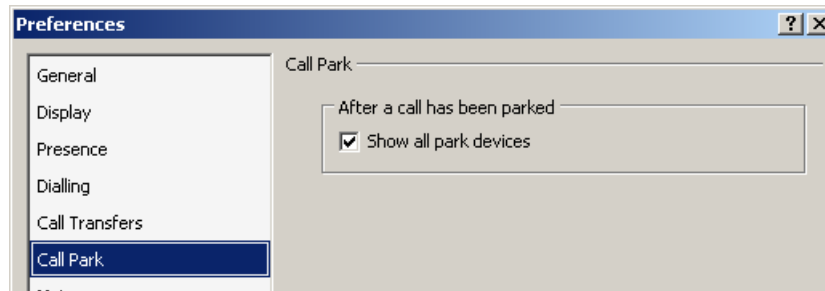 Preferences
General
Display
Presence
Dialling
Call Transfers
Call Park
Call Park
After a call has been parked
Show all park devices